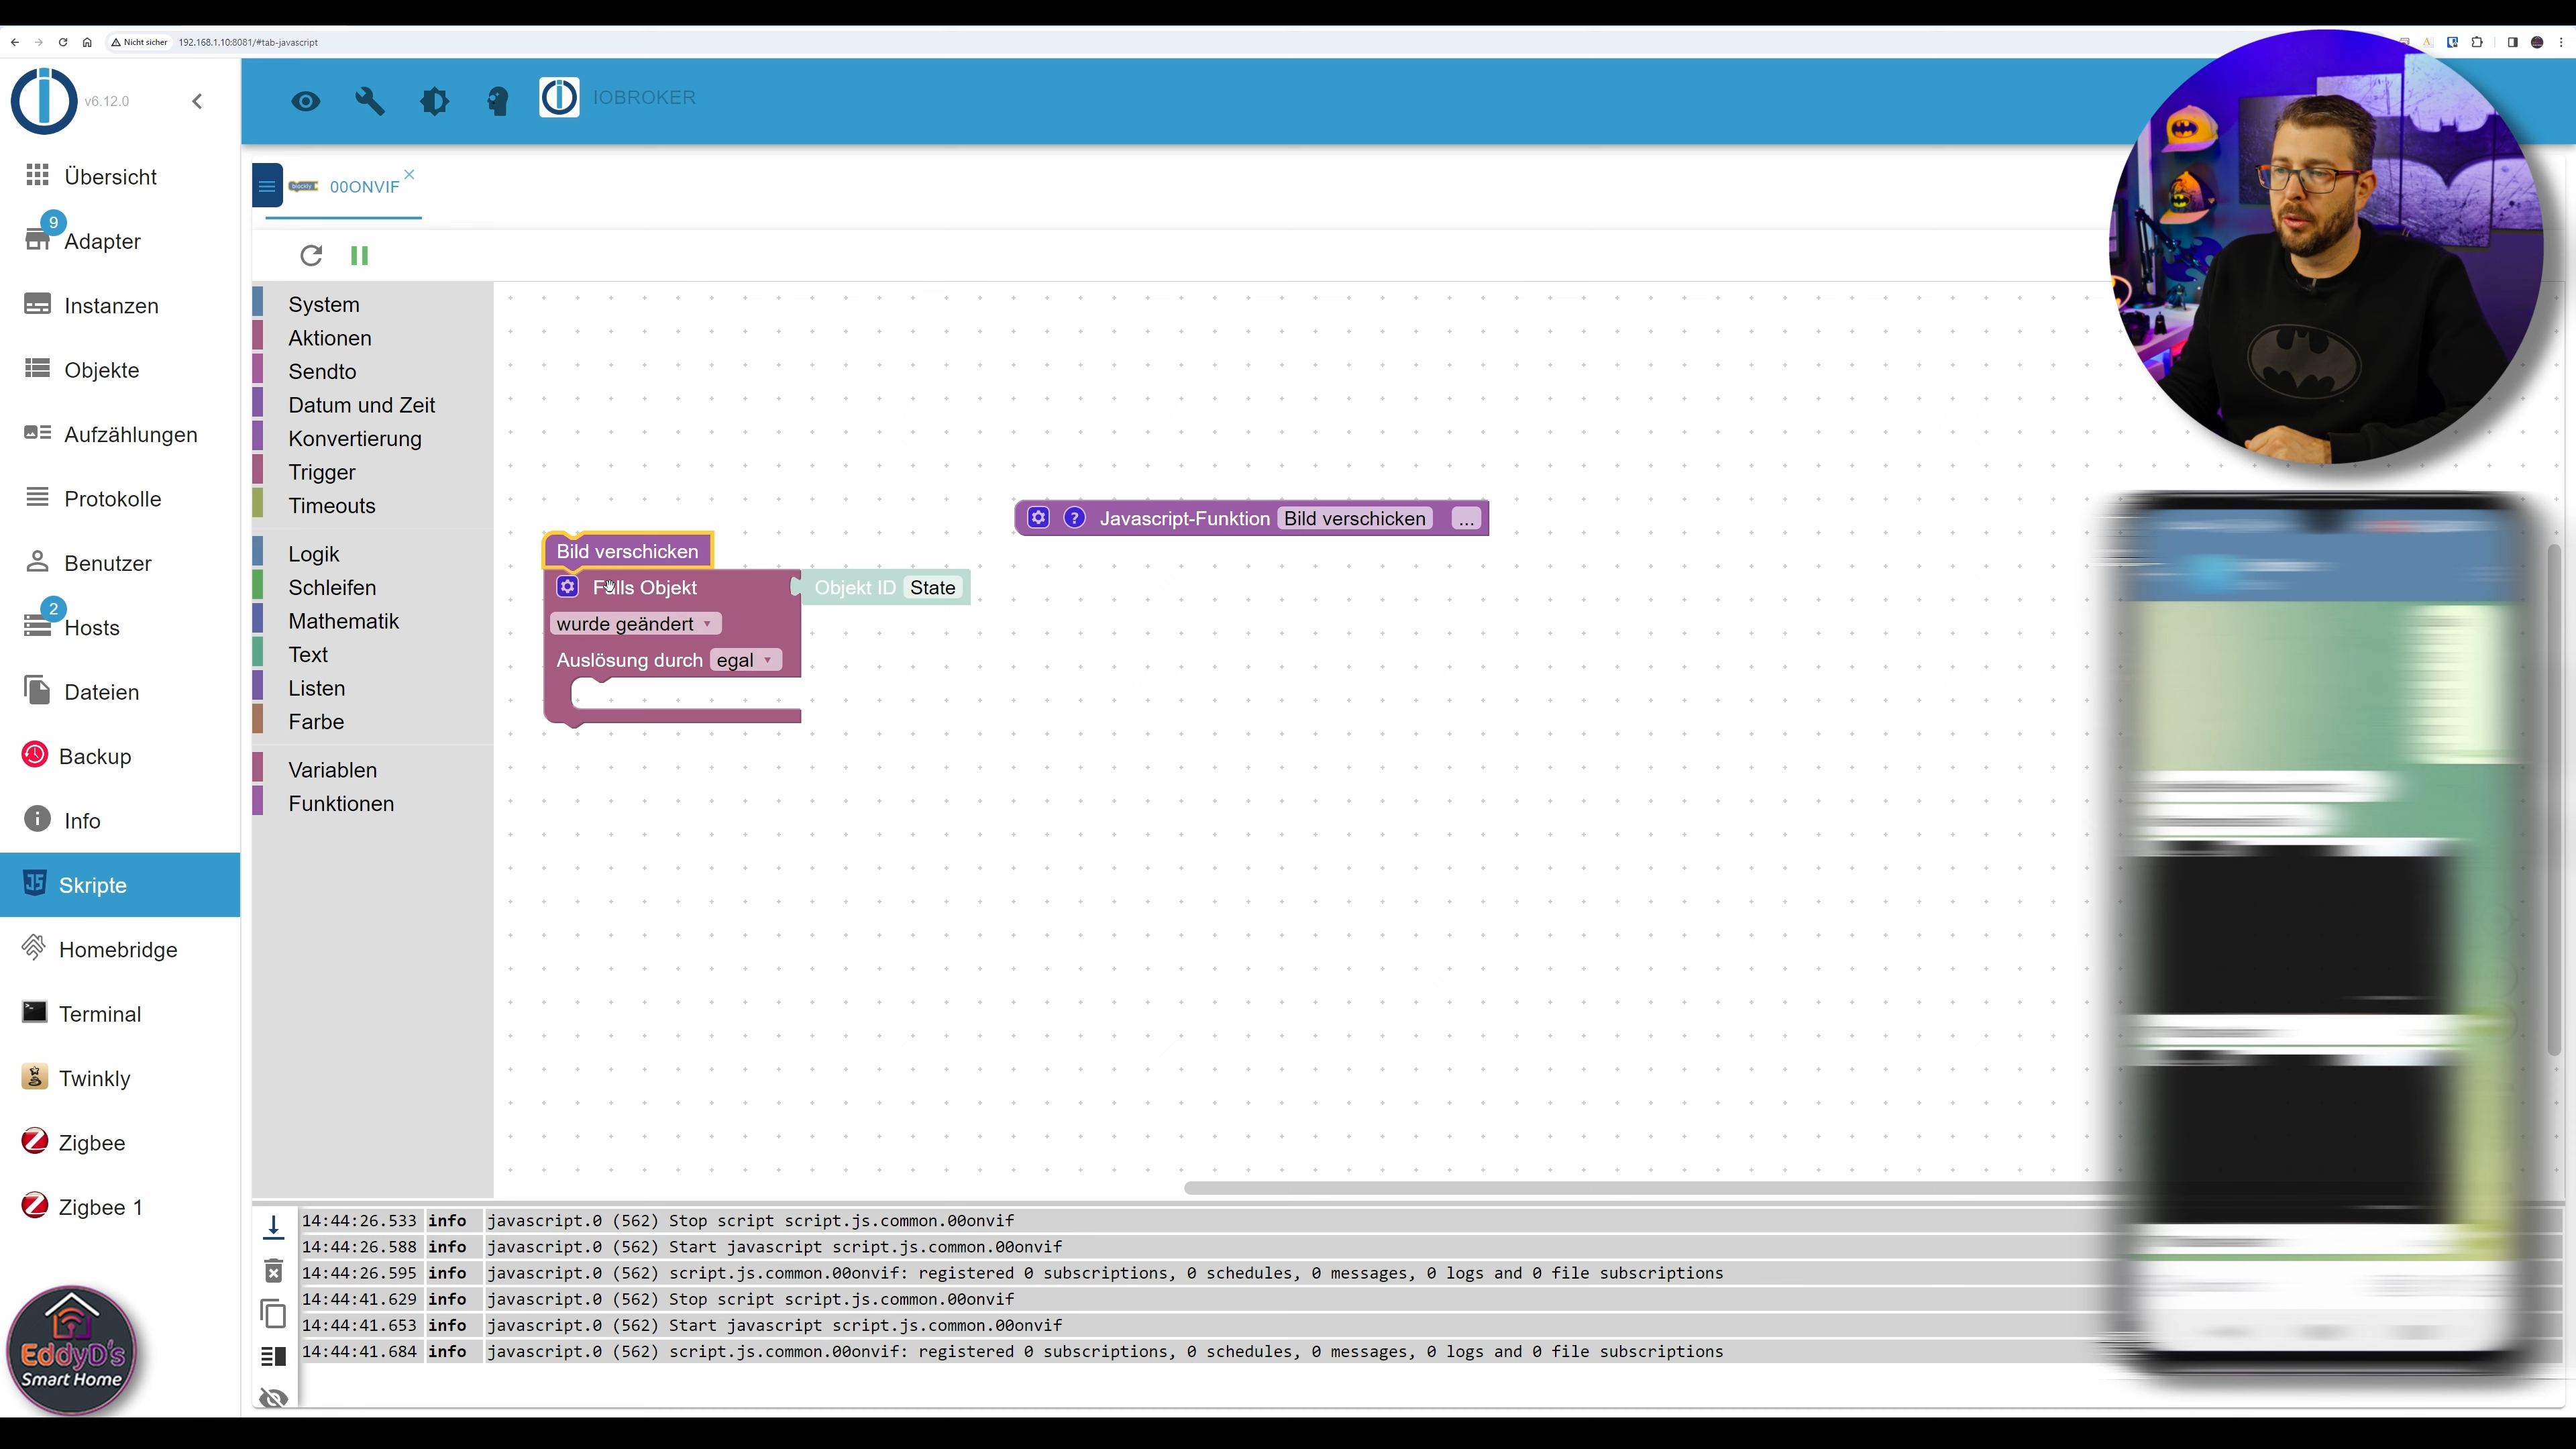 Nicht sicher 192.168.1.10:8081/#tab-javascript
v6.12.0
IOBROKER
Übersicht
9
Adapter
Instanzen
Objekte
Aufzählungen
Protokolle
Benutzer
2
Hosts
Dateien
Backup
Info
Skripte
Homebridge
Terminal
Twinkly
Zigbee
Zigbee 1
EddyD's
Smart Home
00ONVIF
System
Aktionen
Sendto
Datum und Zeit
Konvertierung
Trigger
Timeouts
Logik
Schleifen
Mathematik
Text
Listen
Farbe
Variablen
Funktionen
Bild verschicken
Falls Objekt
Objekt ID State
wurde geändert
Auslösung durch egal
? Javascript-Funktion Bild verschicken ...
14:44:26.533 info javascript.0 (562) Stop script script.js.common.00onvif
14:44:26.588 info javascript.0 (562) Start javascript script.js.common.00onvif
14:44:26.595 info javascript.0 (562) script.js.common.00onvif: registered 0 subscriptions, 0 schedules, 0 messages, 0 logs and 0 file subscriptions
14:44:41.629 info javascript.0 (562) Stop script script.js.common.00onvif
14:44:41.653 info javascript.0 (562) Start javascript script.js.common.00onvif
14:44:41.684 info javascript.0 (562) script.js.common.00onvif: registered 0 subscriptions, 0 schedules, 0 messages, 0 logs and 0 file subscriptions